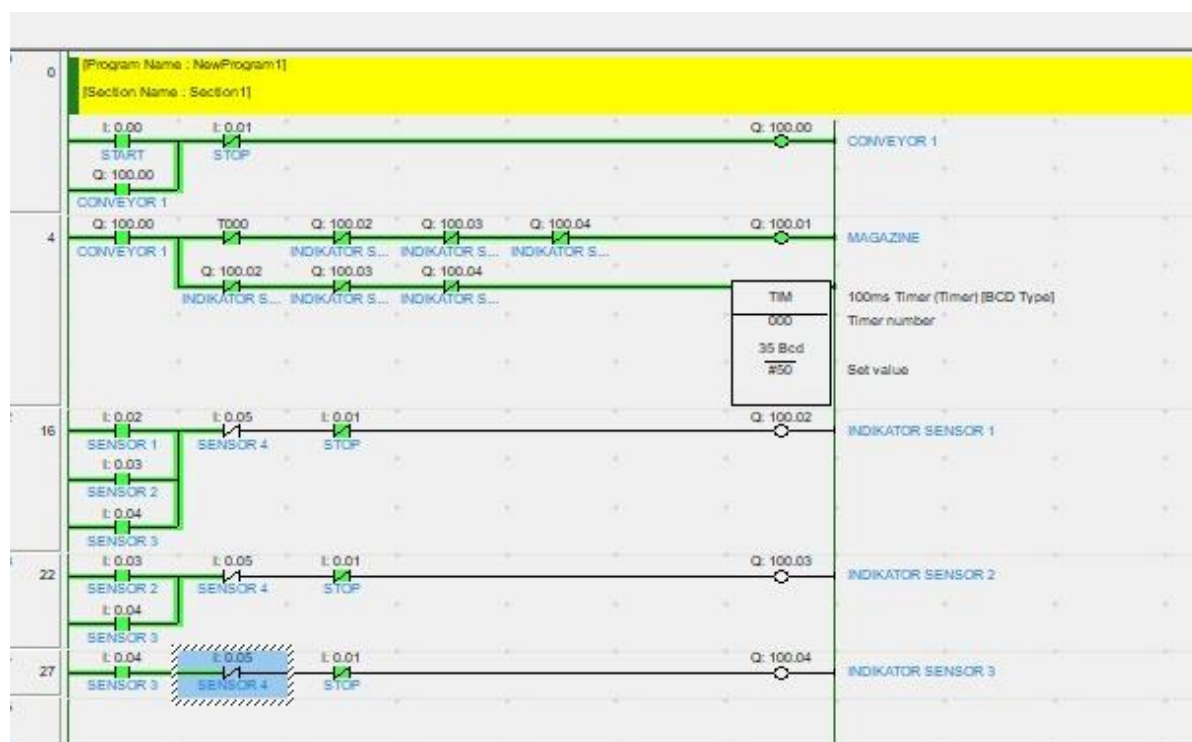 0
[Program Name : NewProgram1]
[Section Name : Section1]
I: 0.00 I: 0.01 Q: 100.00
START STOP CONVEYOR 1
Q: 100.00
CONVEYOR 1
4
Q: 100.00 T000 Q: 100.02 Q: 100.03 Q: 100.04 Q: 100.01
CONVEYOR 1 INDIKATOR S... INDIKATOR S... INDIKATOR S... MAGAZINE
Q: 100.02 Q: 100.03 Q: 100.04
INDIKATOR S... INDIKATOR S... INDIKATOR S...
TIM 100ms Timer (Timer) [BCD Type]
000 Timer number
35 Bcd
#50 Set value
16
I: 0.02 I: 0.05 I: 0.01 Q: 100.02
SENSOR 1 SENSOR 4 STOP INDIKATOR SENSOR 1
I: 0.03
SENSOR 2
I: 0.04
SENSOR 3
22
I: 0.03 I: 0.05 I: 0.01 Q: 100.03
SENSOR 2 SENSOR 4 STOP INDIKATOR SENSOR 2
I: 0.04
SENSOR 3
27
I: 0.04 I: 0.05 I: 0.01 Q: 100.04
SENSOR 3 SENSOR 4 STOP INDIKATOR SENSOR 3